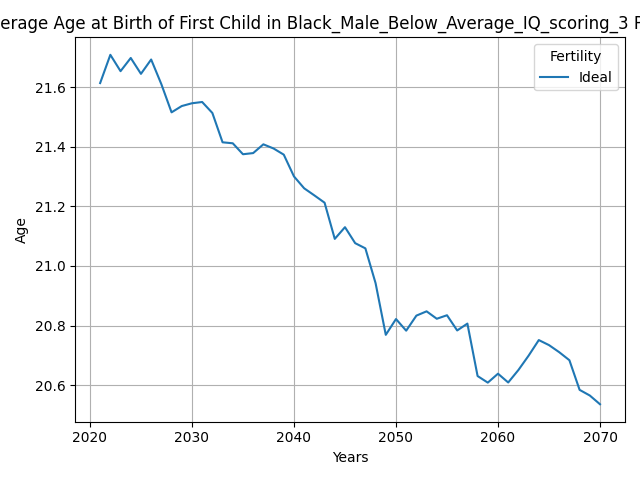 erage Age at Birth of First Child in Black_Male_Below_Average_IQ_scoring_3
Fertility
Ideal
21.6
21.4
21.2
21.0
20.8
20.6
Age
2020 2030 2040 2050 2060 2070
Years